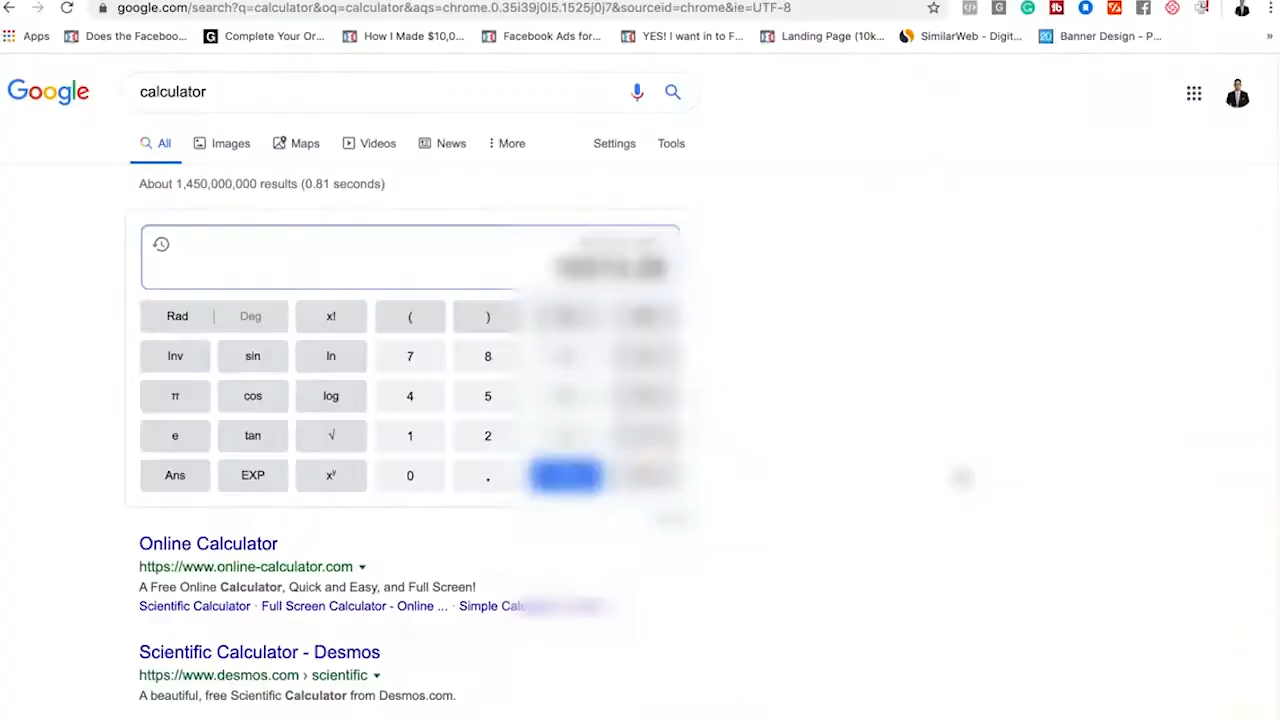 google.com/search?q=calculator&oq=calculator&aqs=chrome.0.35i39j0l5.1525j0j7&sourceid=chrome&ie=UTF-8
Apps Does the Faceboo... Complete Your Or... How I Made $10,0... Facebook Ads for... YES! I want in to F... Landing Page (10k... SimilarWeb - Digit... Banner Design - P... »
Google calculator
All Images Maps Videos News More Settings Tools
About 1,450,000,000 results (0.81 seconds)
Rad Deg x! ( )
Inv sin ln 7 8
π cos log 4 5
e tan √ 1 2
Ans EXP xʸ 0 .
Online Calculator
https://www.online-calculator.com
A Free Online Calculator, Quick and Easy, and Full Screen!
Scientific Calculator · Full Screen Calculator - Online ... · Simple
Scientific Calculator - Desmos
https://www.desmos.com › scientific
A beautiful, free Scientific Calculator from Desmos.com.